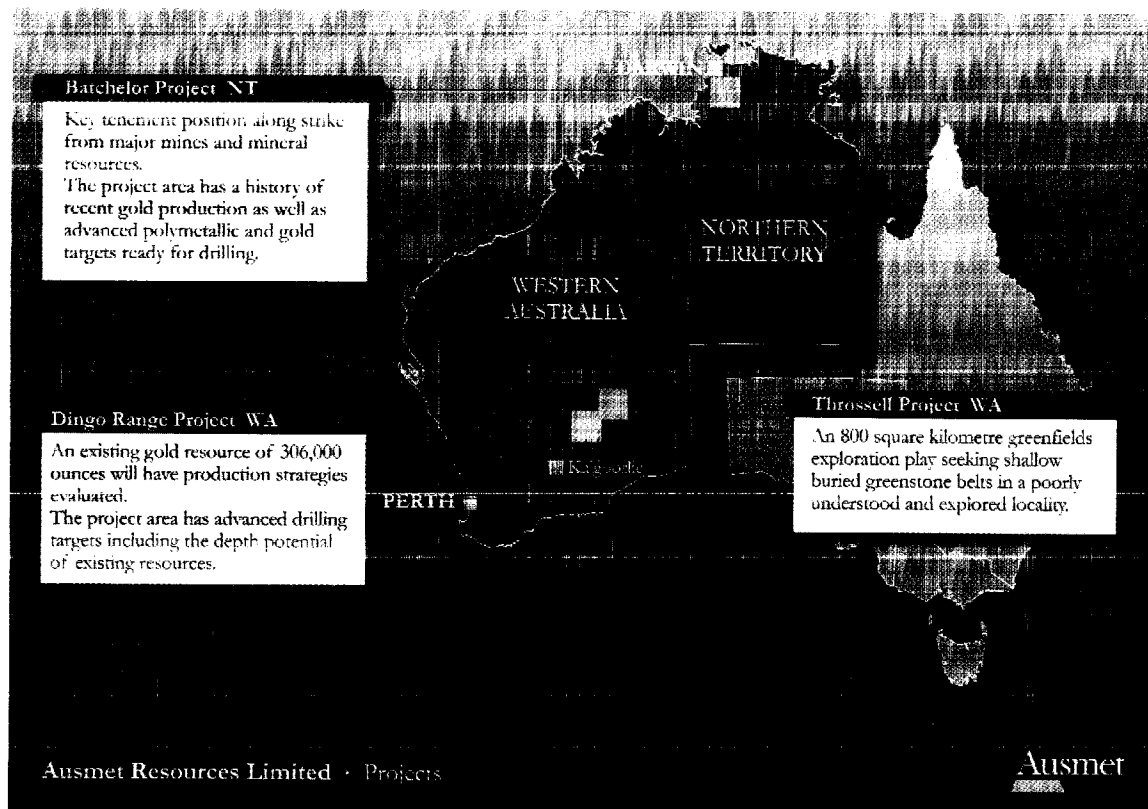 Batchelor Project NT
Key tenement position along strike
from major mines and mineral
resources.
The project area has a history of
recent gold production as well as
advanced polymetallic and gold
targets ready for drilling.
NORTHERN
TERRITORY
WESTERN
AUSTRALIA
Dingo Range Project WA
An existing gold resource of 306,000
ounces will have production strategies
evaluated.
The project area has advanced drilling
targets including the depth potential
of existing resources.
Kalgoorlie
PERTH
Throssell Project WA
An 800 square kilometre greenfields
exploration play seeking shallow
buried greenstone belts in a poorly
understood and explored locality.
Ausmet Resources Limited · Projects
Ausmet